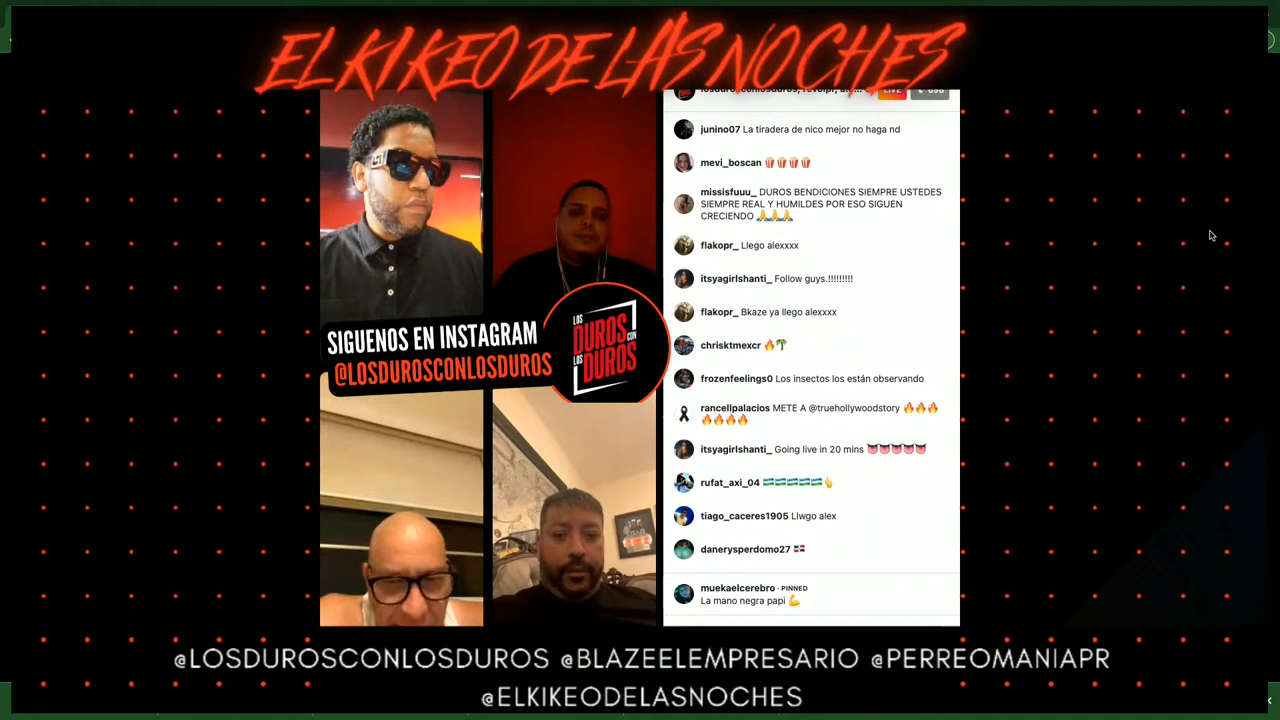 EL KIKEO DE LAS NOCHES
LIVE
junino07 La tiradera de nico mejor no haga nd
mevi_boscan 🍿🍿🍿🍿
missisfuuu_ DUROS BENDICIONES SIEMPRE USTEDES
SIEMPRE REAL Y HUMILDES POR ESO SIGUEN
CRECIENDO 🙏🙏🙏
flakopr_ Llego alexxxx
itsyagirlshanti_ Follow guys.!!!!!!!!!
flakopr_ Bkaze ya llego alexxxx
chrisktmexcr 🔥🌴
frozenfeelings0 Los insectos los están observando
rancellpalacios METE A @truehollywoodstory 🔥🔥🔥
🔥🔥🔥🔥
itsyagirlshanti_ Going live in 20 mins 👅👅👅👅👅
rufat_axi_04 🇺🇿🇺🇿🇺🇿🇺🇿🇺🇿👆
tiago_caceres1905 Llwgo alex
danerysperdomo27 🇩🇴
muekaelcerebro · PINNED
La mano negra papi 💪
SIGUENOS EN INSTAGRAM
@LOSDUROSCONLOSDUROS
LOS
DUROS
CON
LOS
DUROS
@LOSDUROSCONLOSDUROS @BLAZEELEMPRESARIO @PERREOMANIAPR
@ELKIKEODELASNOCHES